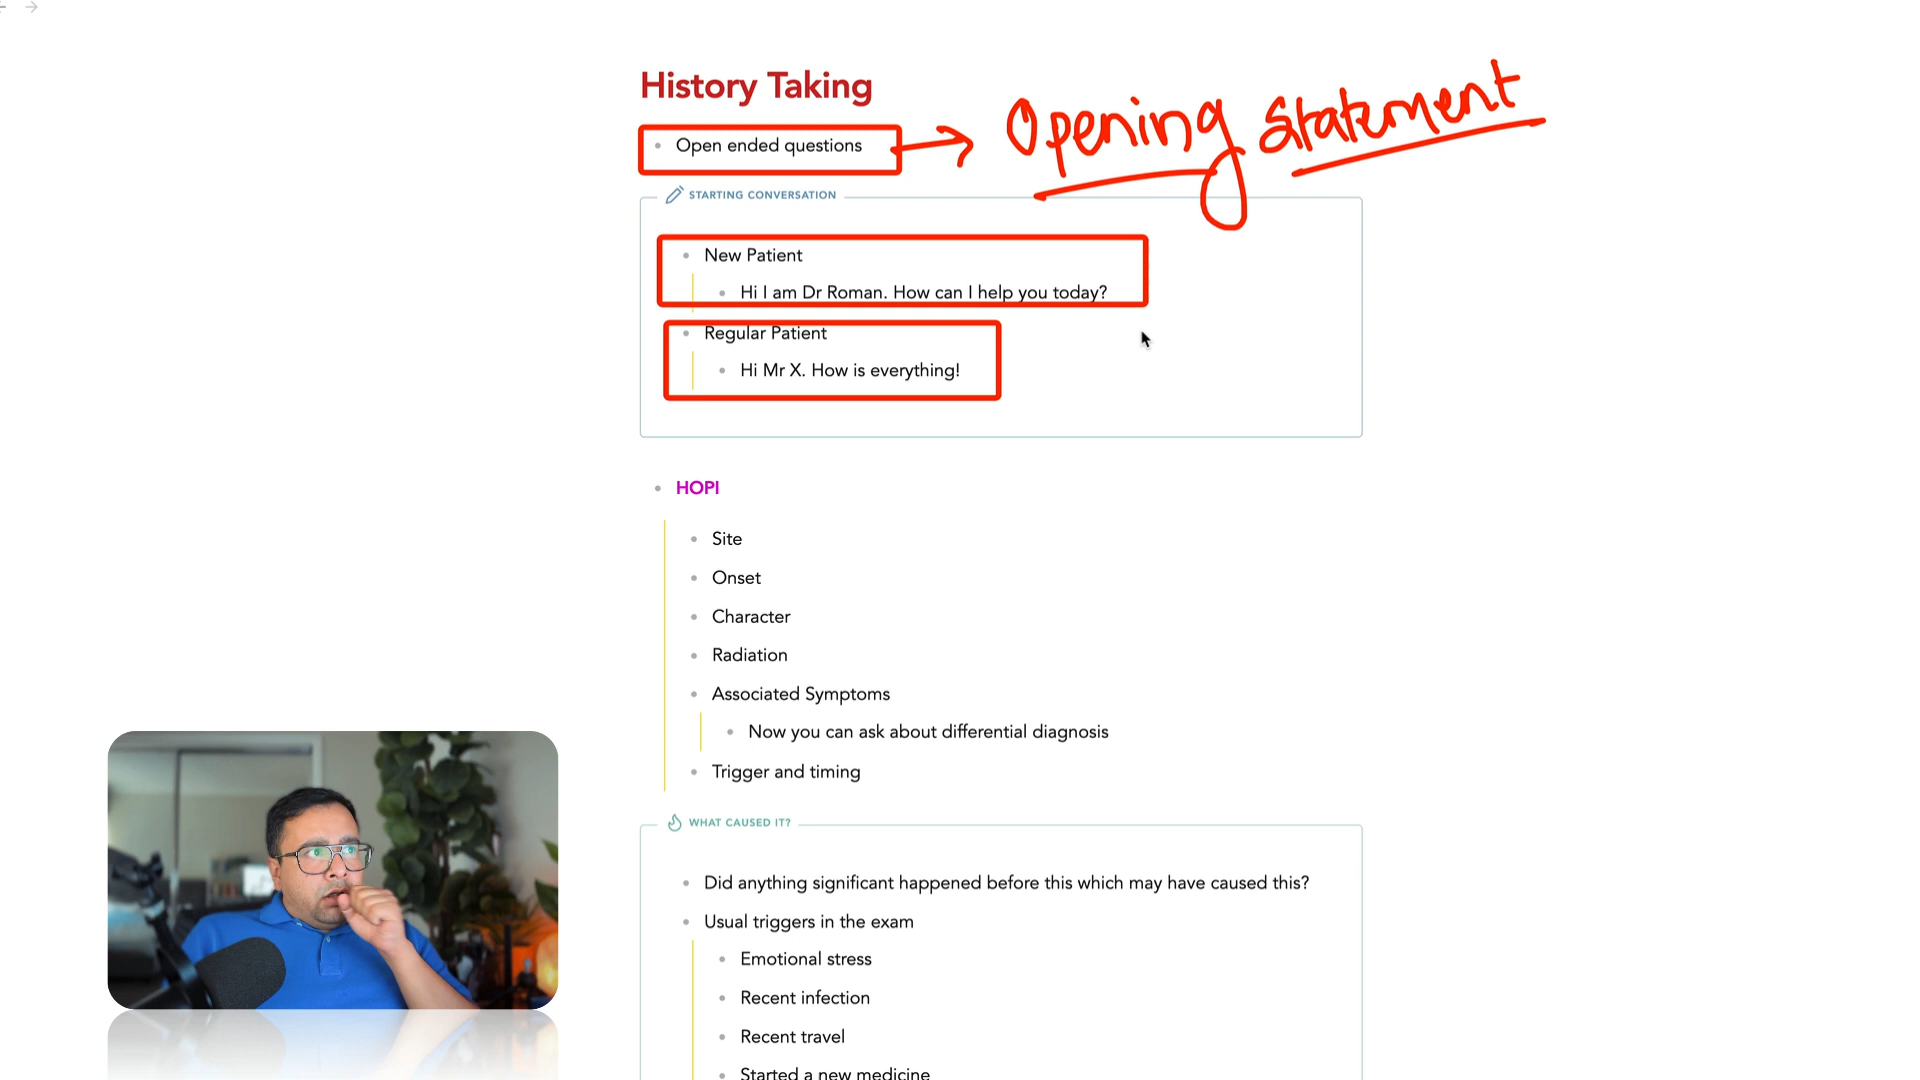 History Taking
Open ended questions
Opening statement
STARTING CONVERSATION
New Patient
Hi I am Dr Roman. How can I help you today?
Regular Patient
Hi Mr X. How is everything!
HOPI
Site
Onset
Character
Radiation
Associated Symptoms
Now you can ask about differential diagnosis
Trigger and timing
WHAT CAUSED IT?
Did anything significant happened before this which may have caused this?
Usual triggers in the exam
Emotional stress
Recent infection
Recent travel
Started a new medicine